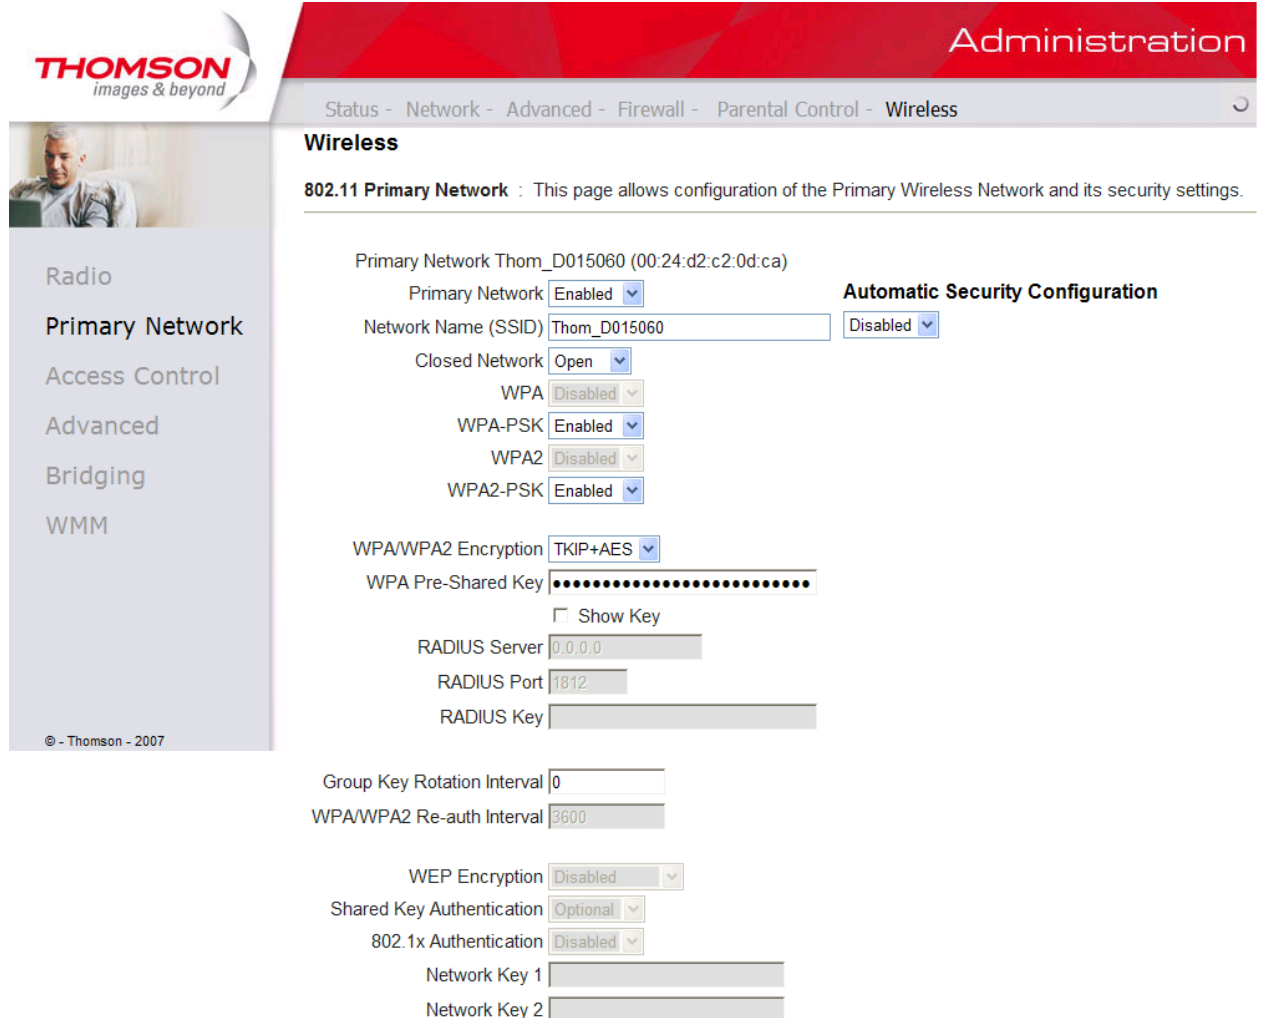 THOMSON
images & beyond
Administration
Status - Network - Advanced - Firewall - Parental Control - Wireless
Wireless
802.11 Primary Network : This page allows configuration of the Primary Wireless Network and its security settings.
Radio
Primary Network
Access Control
Advanced
Bridging
WMM
© - Thomson - 2007
Primary Network Thom_D015060 (00:24:d2:c2:0d:ca)
Primary Network Enabled
Automatic Security Configuration
Disabled
Network Name (SSID) Thom_D015060
Closed Network Open
WPA Disabled
WPA-PSK Enabled
WPA2 Disabled
WPA2-PSK Enabled
WPA/WPA2 Encryption TKIP+AES
WPA Pre-Shared Key ••••••••••••••••••••••••••
Show Key
RADIUS Server 0.0.0.0
RADIUS Port 1812
RADIUS Key
Group Key Rotation Interval 0
WPA/WPA2 Re-auth Interval 3600
WEP Encryption Disabled
Shared Key Authentication Optional
802.1x Authentication Disabled
Network Key 1
Network Key 2